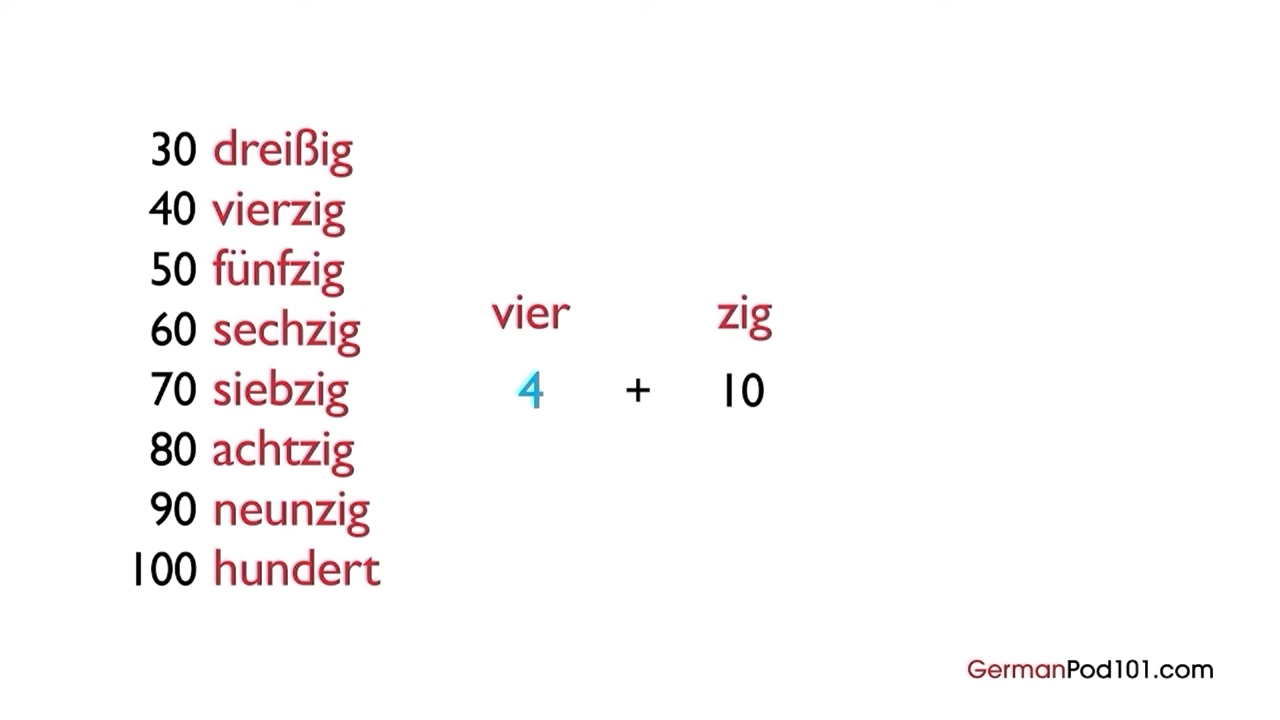 30 dreißig
40 vierzig
50 fünfzig
60 sechzig
70 siebzig
80 achtzig
90 neunzig
100 hundert
vier zig
4 + 10
GermanPod101.com